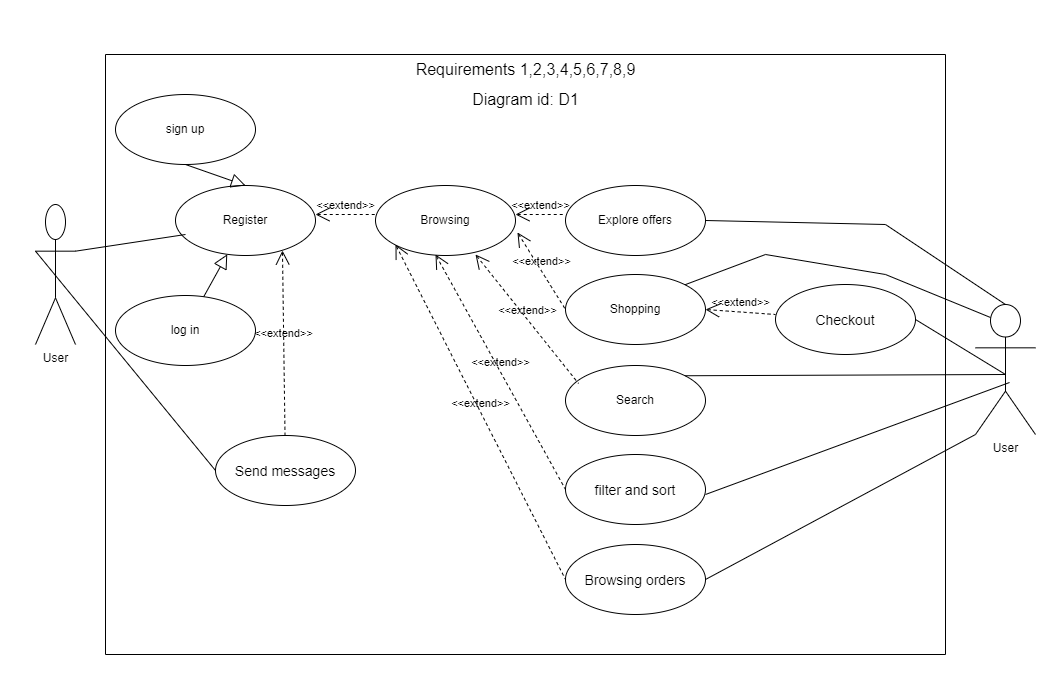 Requirements 1,2,3,4,5,6,7,8,9
Diagram id: D1
sign up
Register
<<extend>>
Browsing
<<extend>>
Explore offers
<<extend>>
Shopping
<<extend>>
Checkout
<<extend>>
log in
<<extend>>
<<extend>>
Search
<<extend>>
User
User
Send messages
filter and sort
Browsing orders